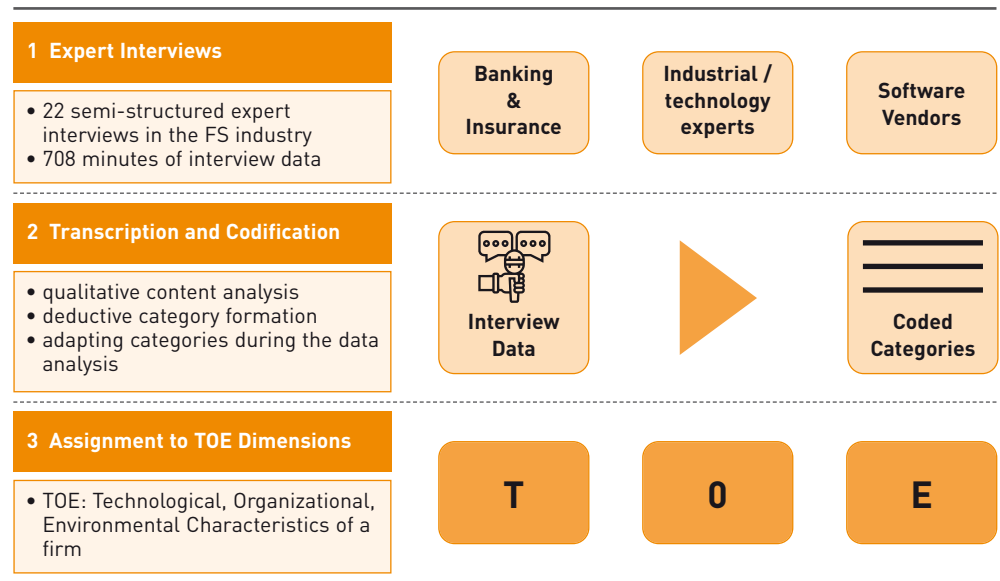 1 Expert Interviews
• 22 semi-structured expert
interviews in the FS industry
• 708 minutes of interview data
Banking
&
Insurance
Industrial /
technology
experts
Software
Vendors
2 Transcription and Codification
• qualitative content analysis
• deductive category formation
• adapting categories during the data
analysis
Interview
Data
Coded
Categories
3 Assignment to TOE Dimensions
• TOE: Technological, Organizational,
Environmental Characteristics of a
firm
T
O
E